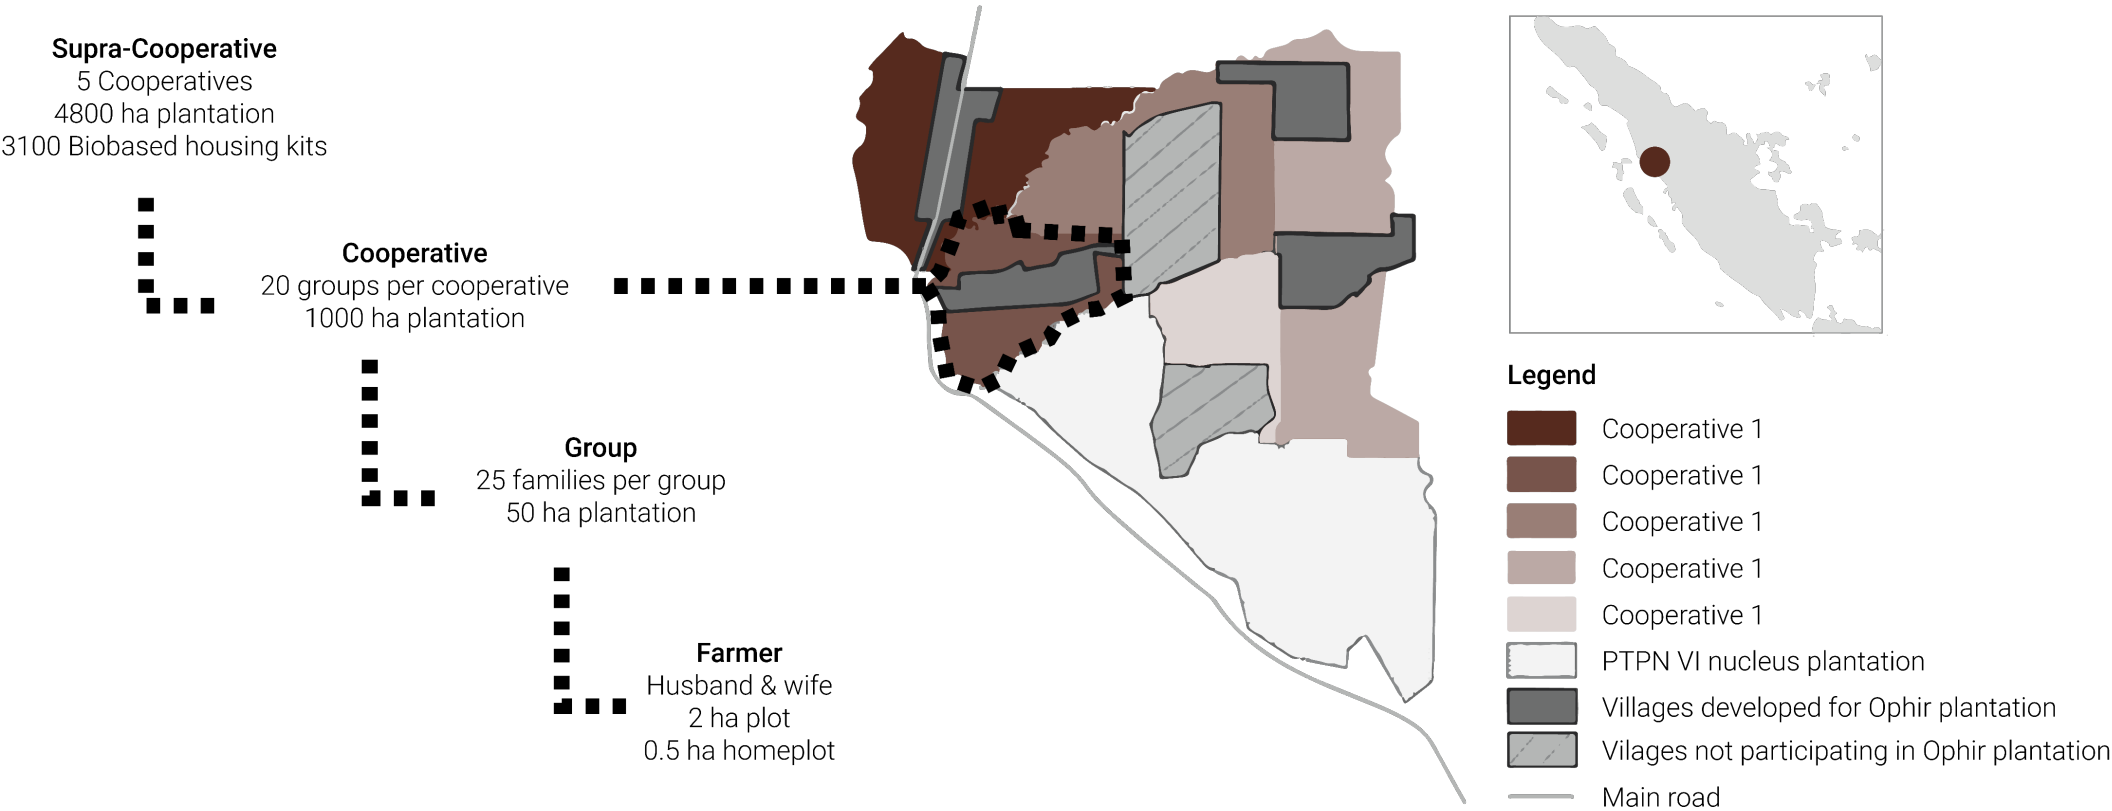 Supra-Cooperative
5 Cooperatives
4800 ha plantation
3100 Biobased housing kits
Cooperative
20 groups per cooperative
1000 ha plantation
Group
25 families per group
50 ha plantation
Farmer
Husband & wife
2 ha plot
0.5 ha homeplot
Legend
Cooperative 1
Cooperative 1
Cooperative 1
Cooperative 1
Cooperative 1
PTPN VI nucleus plantation
Villages developed for Ophir plantation
Vilages not participating in Ophir plantation
Main road